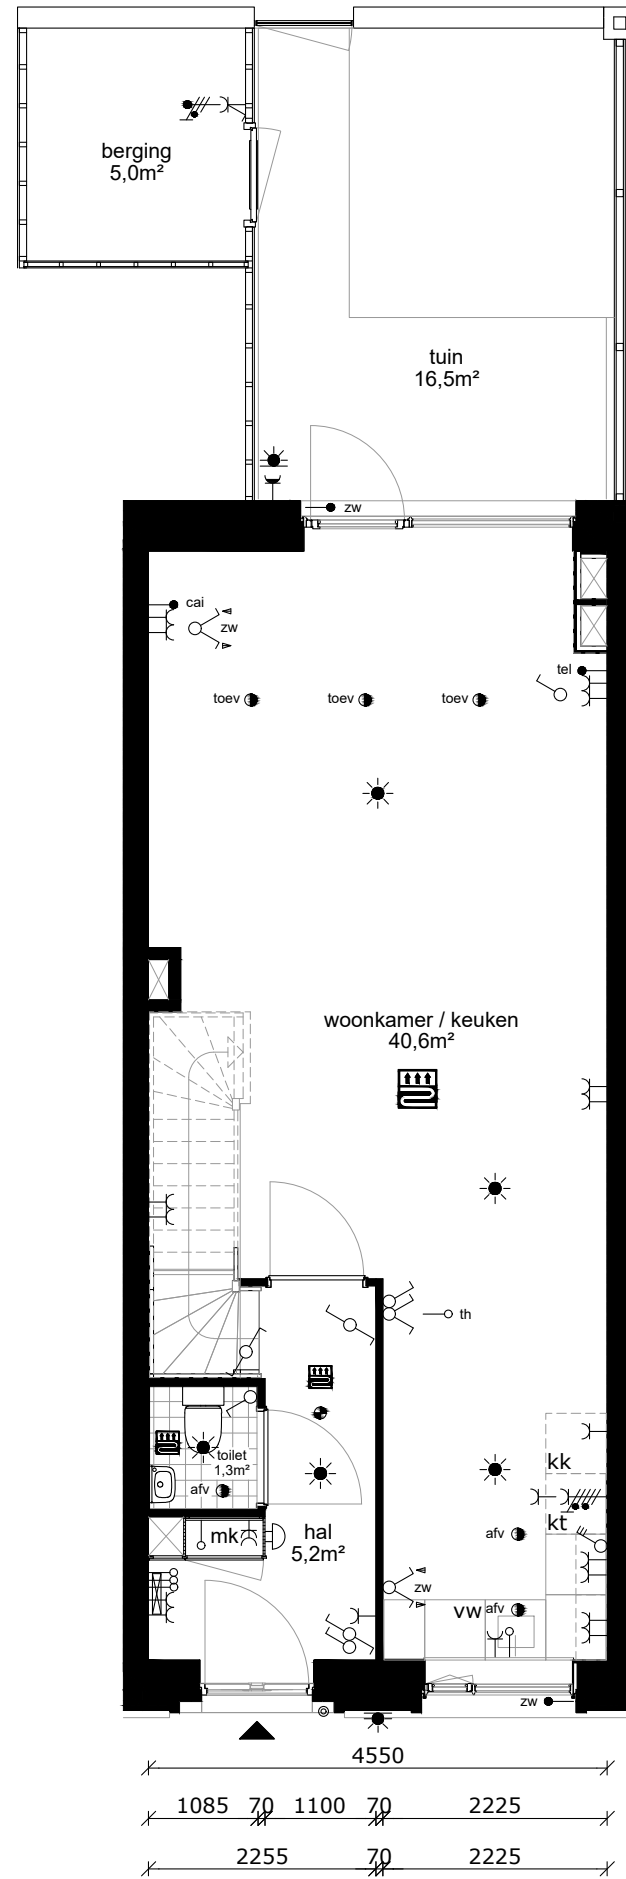 berging
5,0m²
tuin
16,5m²
zw
cai
zw
tel
toev toev toev
woonkamer / keuken
40,6m²
th
toilet
1,3m²
afv
kk
kt
mk
hal
5,2m²
afv
zw
vw afv
zw
4550
1085 70 1100 70 2225
2255 70 2225